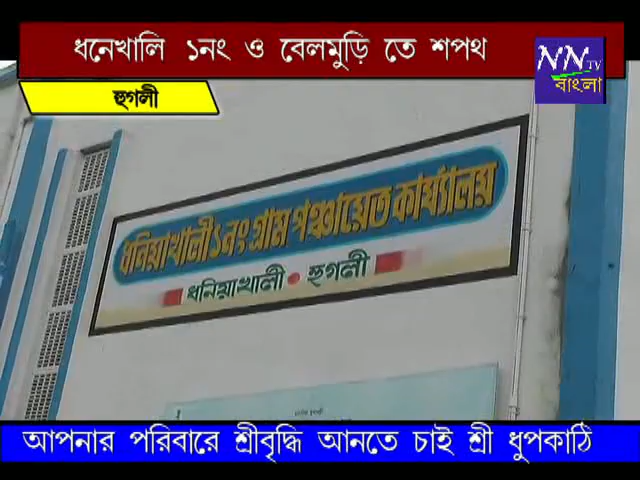 ধনেখালি ১নং ও বেলমুড়ি তে শপথ
NN TV
বাংলা
হুগলী
ধনিয়াখালী ১নং গ্রাম পঞ্চায়েত কার্য্যালয়
ধনিয়াখালী • হুগলী
আপনার পরিবারে শ্রীবৃদ্ধি আনতে চাই শ্রী ধুপকাঠি